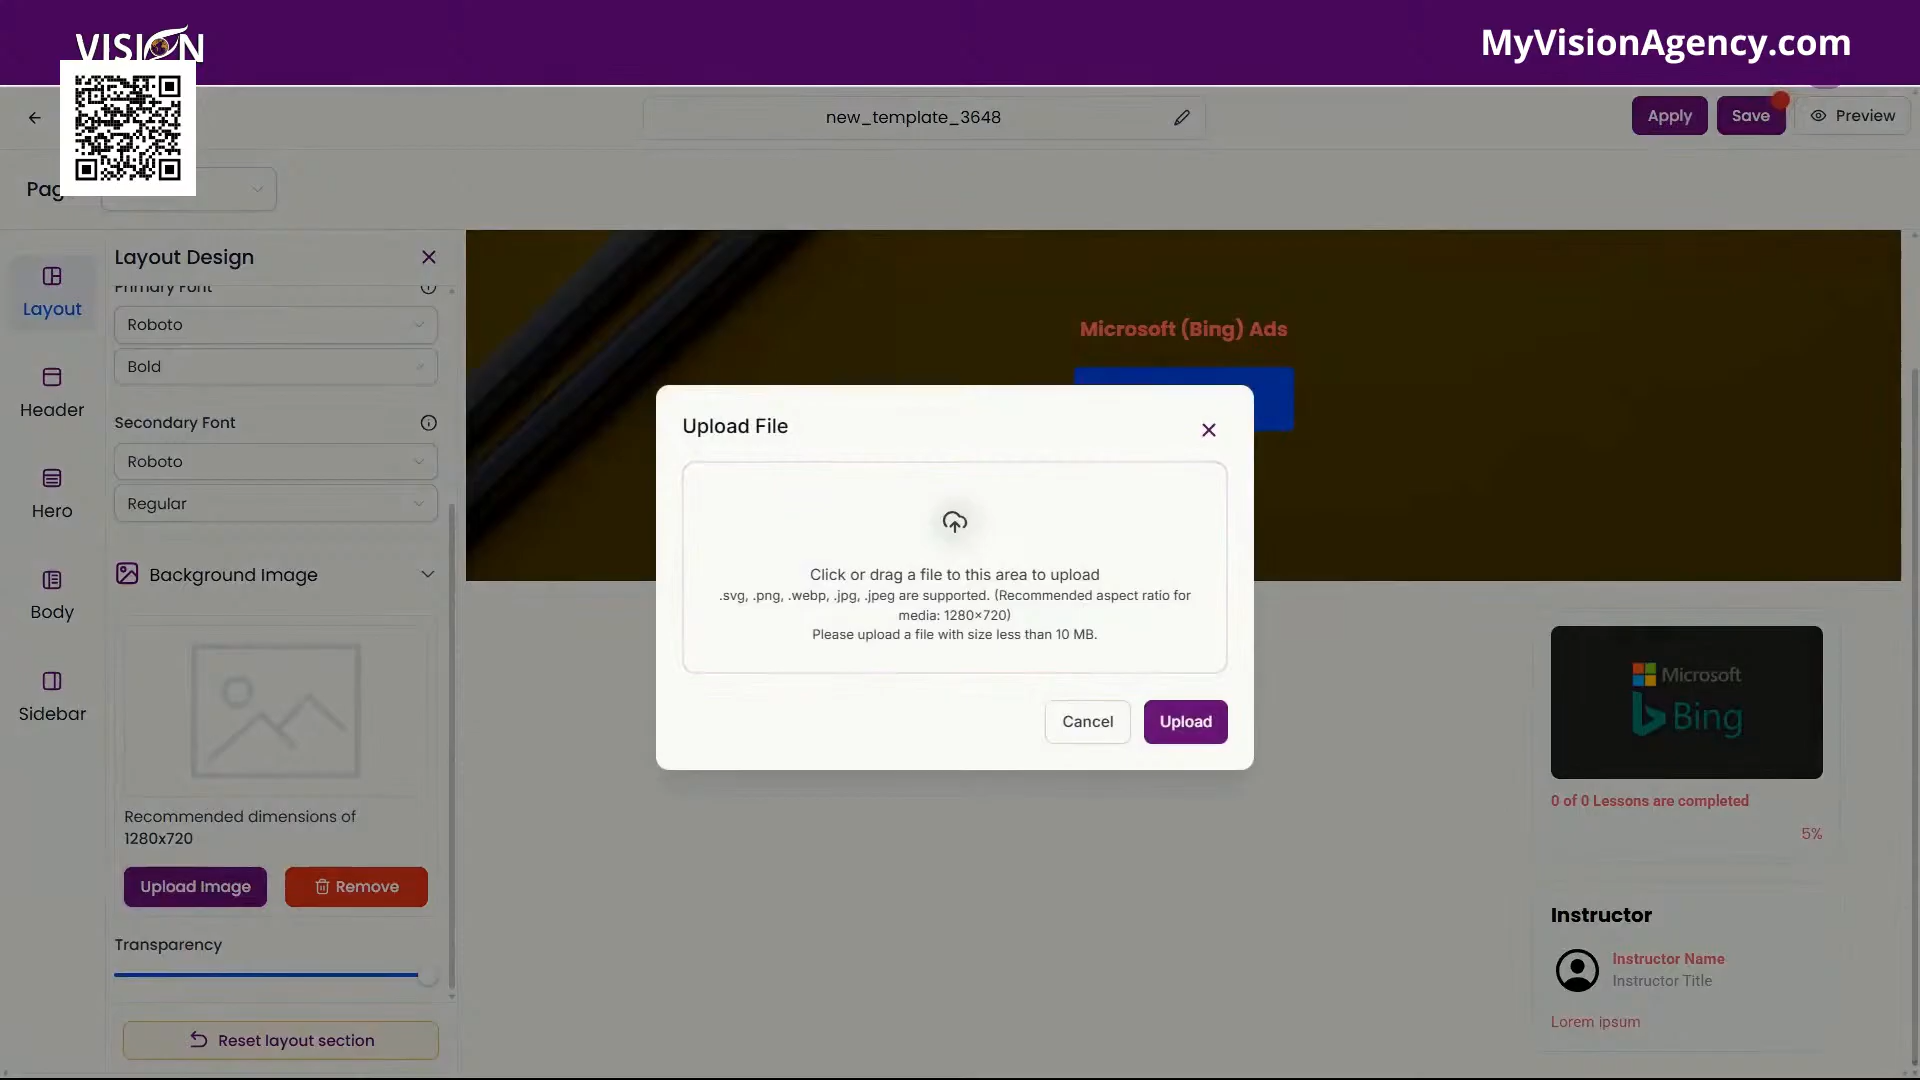 VISION
MyVisionAgency.com
new_template_3648
Apply
Save
Preview
Layout Design
Primary Font
Layout
Roboto
Bold
Header
Secondary Font
Roboto
Regular
Hero
Background Image
Body
Sidebar
Recommended dimensions of
1280x720
Upload Image
Remove
Transparency
Reset layout section
Microsoft (Bing) Ads
Upload File
Click or drag a file to this area to upload
.svg, .png, .webp, .jpg, .jpeg are supported. (Recommended aspect ratio for
media: 1280×720)
Please upload a file with size less than 10 MB.
Cancel
Upload
Microsoft
Bing
0 of 0 Lessons are completed
5%
Instructor
Instructor Name
Instructor Title
Lorem ipsum